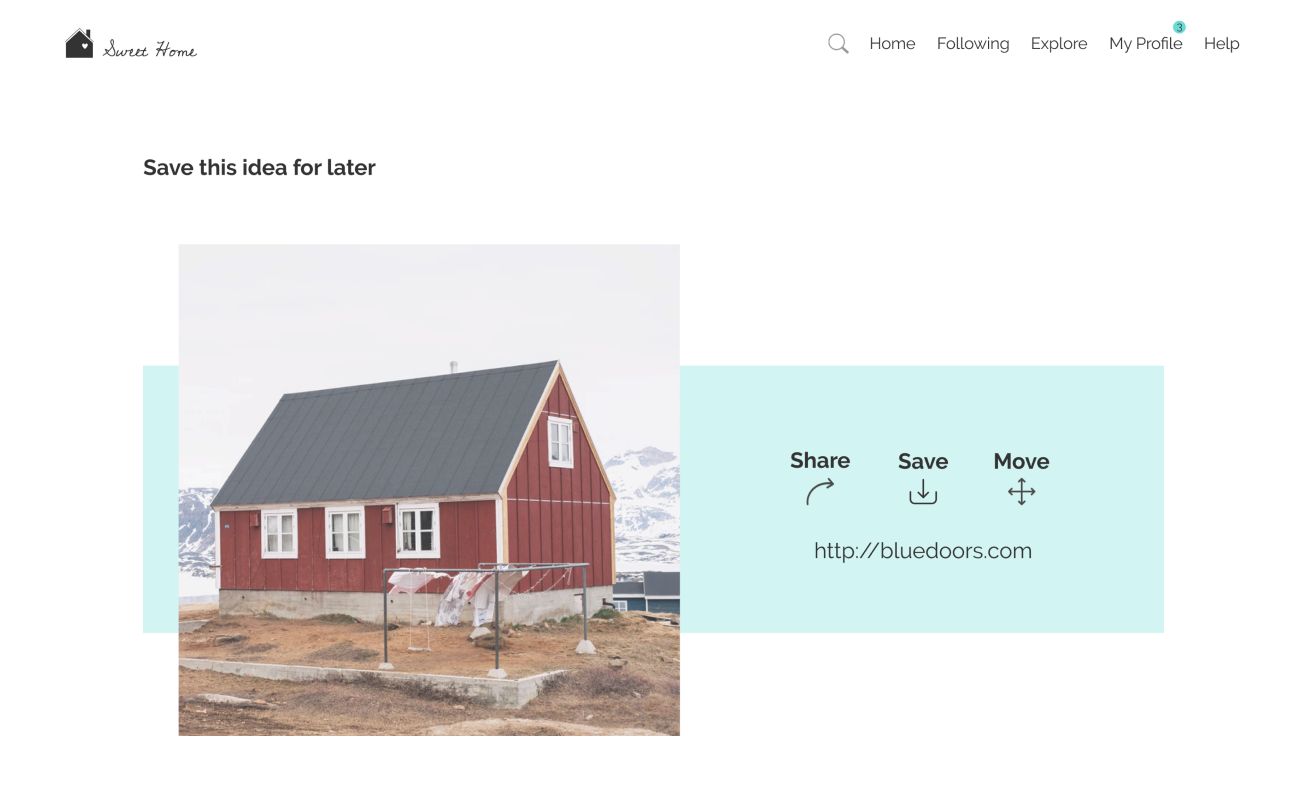 Sweet Home
Home Following Explore My Profile 3 Help
Save this idea for later
Share Save Move
http://bluedoors.com